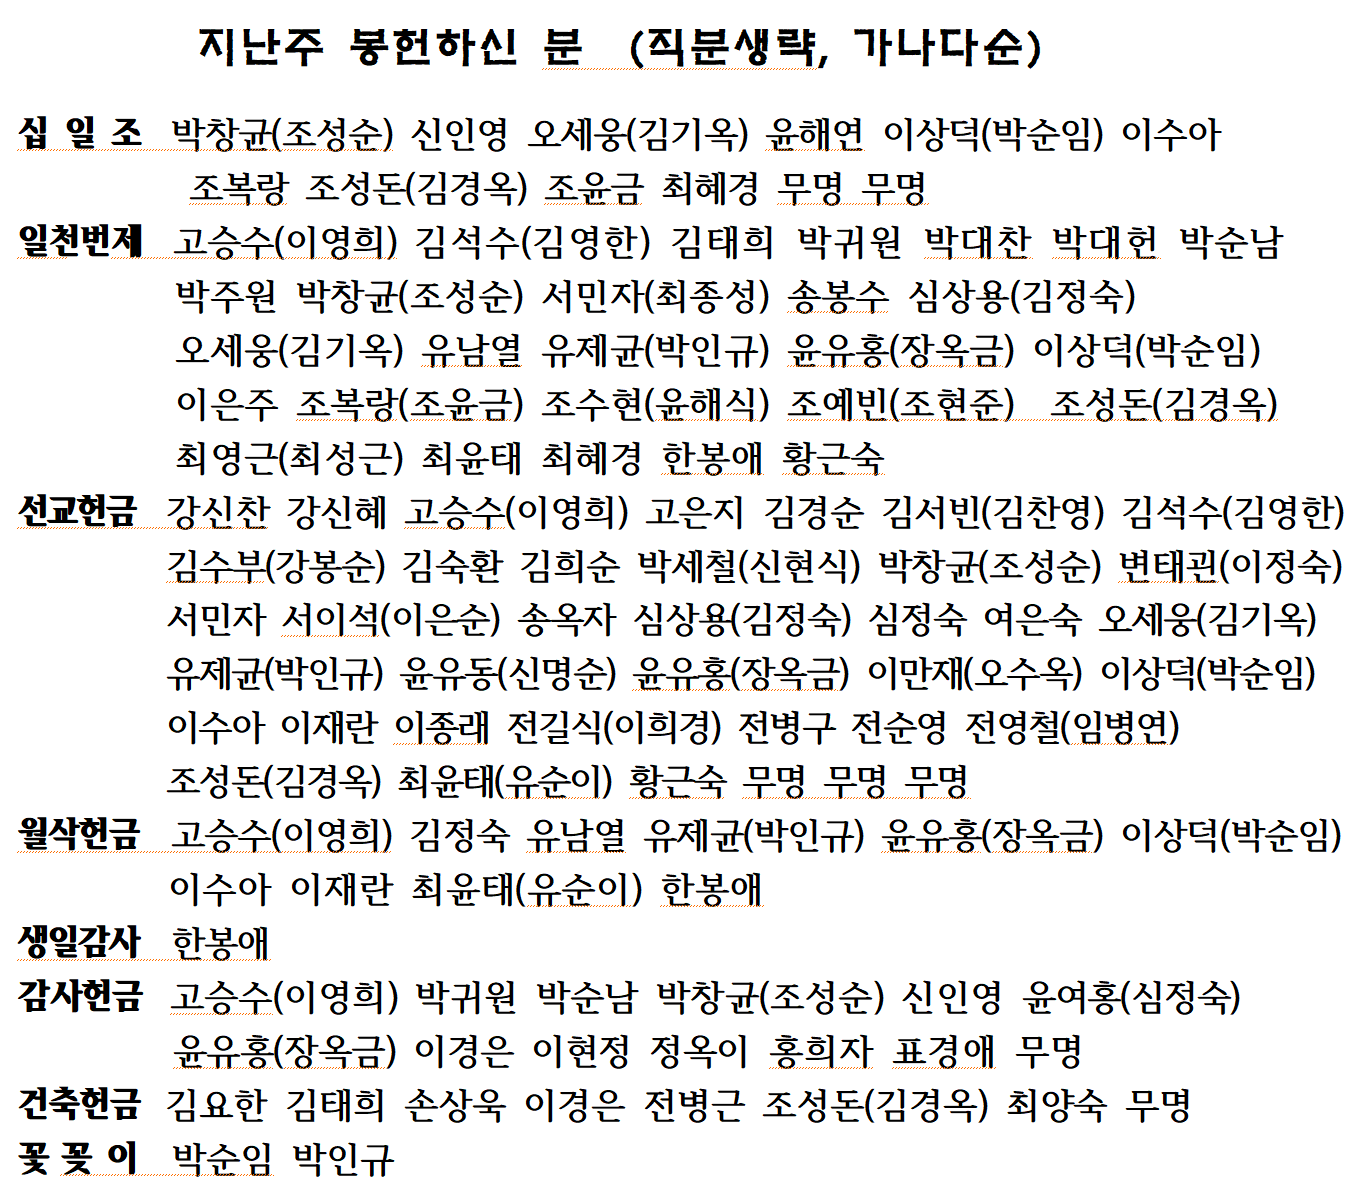 지난주 봉헌하신 분 (직분생략, 가나다순)
십 일 조 박창균(조성순) 신인영 오세웅(김기옥) 윤해연 이상덕(박순임) 이수아
조복랑 조성돈(김경옥) 조윤금 최혜경 무명 무명
일천번제 고승수(이영희) 김석수(김영한) 김태희 박귀원 박대찬 박대헌 박순남
박주원 박창균(조성순) 서민자(최종성) 송봉수 심상용(김정숙)
오세웅(김기옥) 유남열 유제균(박인규) 윤유홍(장옥금) 이상덕(박순임)
이은주 조복랑(조윤금) 조수현(윤해식) 조예빈(조현준) 조성돈(김경옥)
최영근(최성근) 최윤태 최혜경 한봉애 황근숙
선교헌금 강신찬 강신혜 고승수(이영희) 고은지 김경순 김서빈(김찬영) 김석수(김영한)
김수부(강봉순) 김숙환 김희순 박세철(신현식) 박창균(조성순) 변태관(이정숙)
서민자 서이석(이은순) 송옥자 심상용(김정숙) 심정숙 여은숙 오세웅(김기옥)
유제균(박인규) 윤유동(신명순) 윤유홍(장옥금) 이만재(오수옥) 이상덕(박순임)
이수아 이재란 이종래 전길식(이희경) 전병구 전순영 전영철(임병연)
조성돈(김경옥) 최윤태(유순이) 황근숙 무명 무명 무명
월삭헌금 고승수(이영희) 김정숙 유남열 유제균(박인규) 윤유홍(장옥금) 이상덕(박순임)
이수아 이재란 최윤태(유순이) 한봉애
생일감사 한봉애
감사헌금 고승수(이영희) 박귀원 박순남 박창균(조성순) 신인영 윤여홍(심정숙)
윤유홍(장옥금) 이경은 이현정 정옥이 홍희자 표경애 무명
건축헌금 김요한 김태희 손상욱 이경은 전병근 조성돈(김경옥) 최양숙 무명
꽃 꽂 이 박순임 박인규